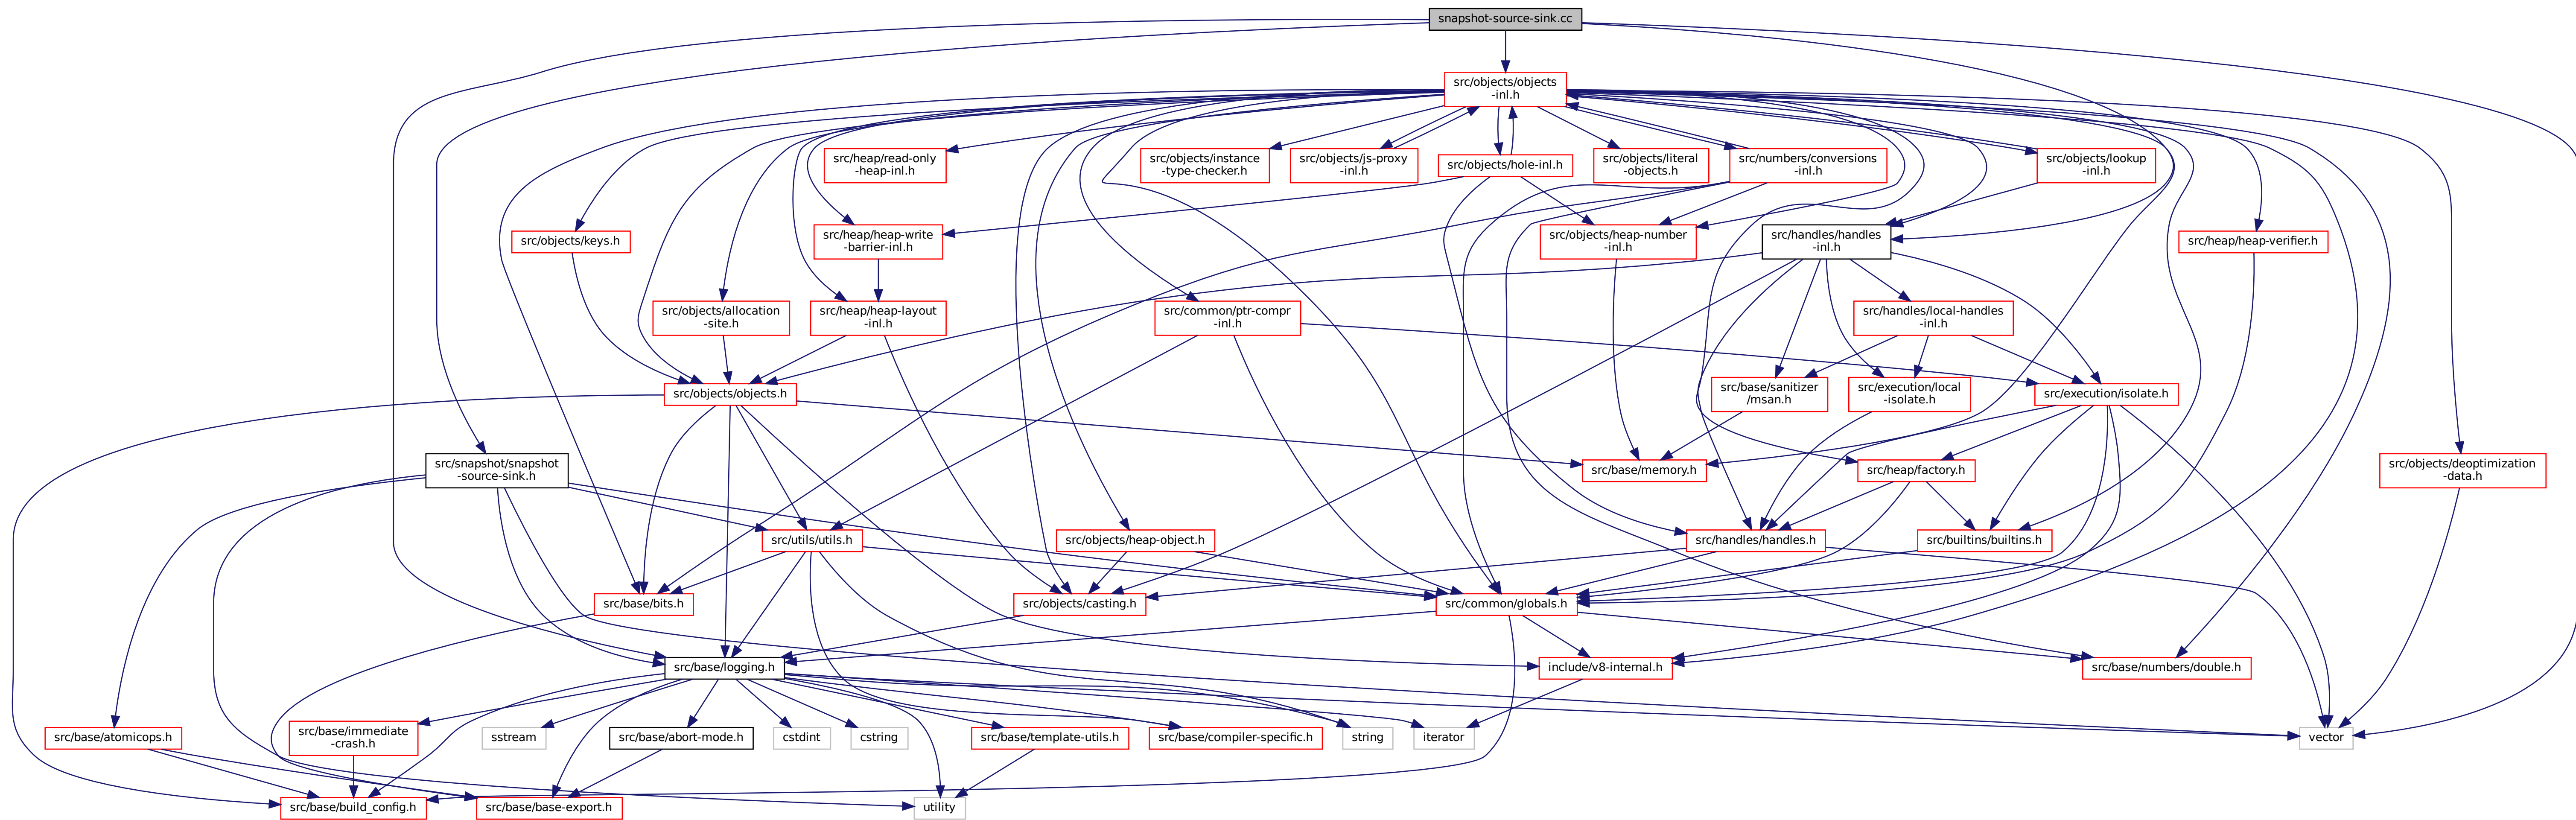 snapshot-source-sink.cc
src/objects/objects
-inl.h
src/heap/read-only
-heap-inl.h
src/objects/instance
-type-checker.h
src/objects/js-proxy
-inl.h
src/objects/hole-inl.h
src/objects/literal
-objects.h
src/numbers/conversions
-inl.h
src/objects/lookup
-inl.h
src/objects/keys.h
src/heap/heap-write
-barrier-inl.h
src/objects/heap-number
-inl.h
src/handles/handles
-inl.h
src/heap/heap-verifier.h
src/objects/allocation
-site.h
src/heap/heap-layout
-inl.h
src/common/ptr-compr
-inl.h
src/handles/local-handles
-inl.h
src/objects/objects.h
src/base/sanitizer
/msan.h
src/execution/local
-isolate.h
src/execution/isolate.h
src/snapshot/snapshot
-source-sink.h
src/base/memory.h
src/heap/factory.h
src/objects/deoptimization
-data.h
src/utils/utils.h
src/objects/heap-object.h
src/handles/handles.h
src/builtins/builtins.h
src/base/bits.h
src/objects/casting.h
src/common/globals.h
src/base/logging.h
include/v8-internal.h
src/base/numbers/double.h
src/base/atomicops.h
src/base/immediate
-crash.h
sstream
src/base/abort-mode.h
cstdint
cstring
src/base/template-utils.h
src/base/compiler-specific.h
string
iterator
vector
src/base/build_config.h
src/base/base-export.h
utility